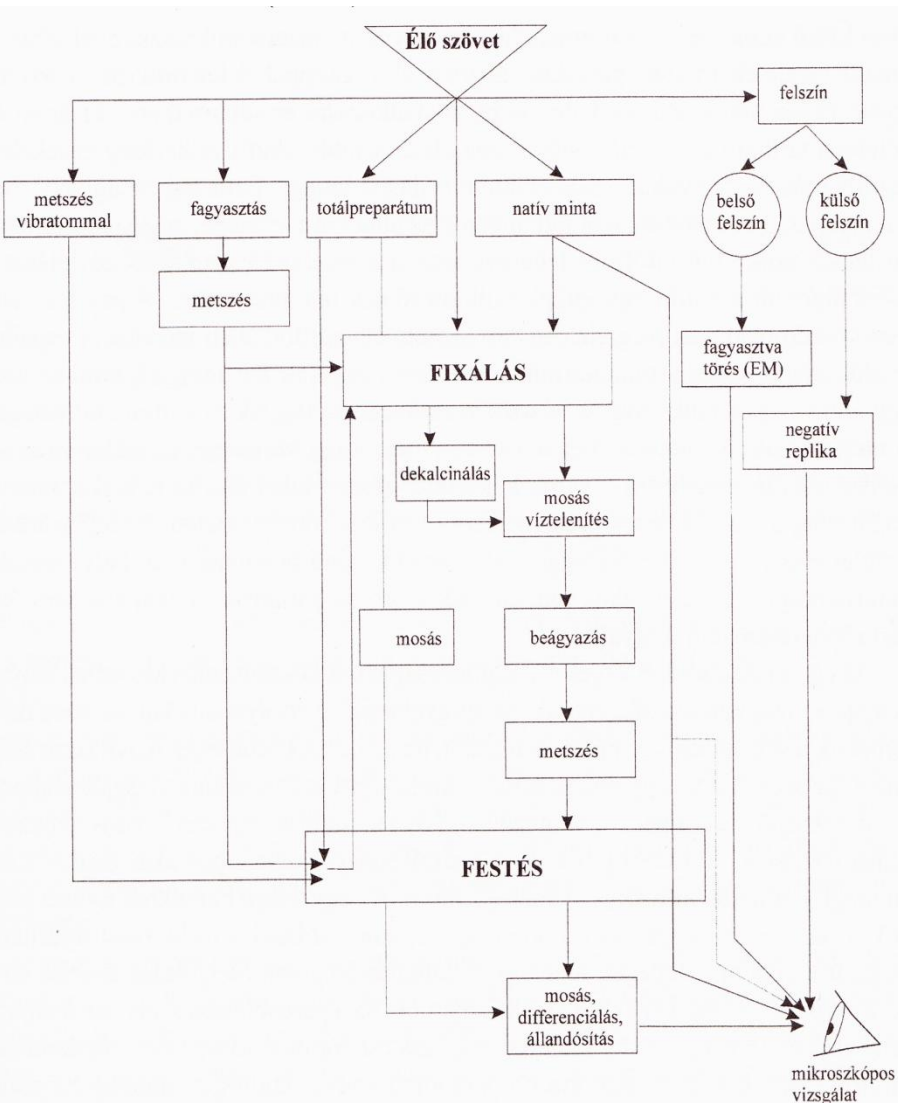 Élő szövet
felszín
metszés
vibratommal
fagyasztás
totálpreparátum
natív minta
belső
felszín
külső
felszín
metszés
FIXÁLÁS
fagyasztva
törés (EM)
negatív
replika
dekalcinálás
mosás
víztelenítés
mosás
beágyazás
metszés
FESTÉS
mosás,
differenciálás,
állandósítás
mikroszkópos
vizsgálat